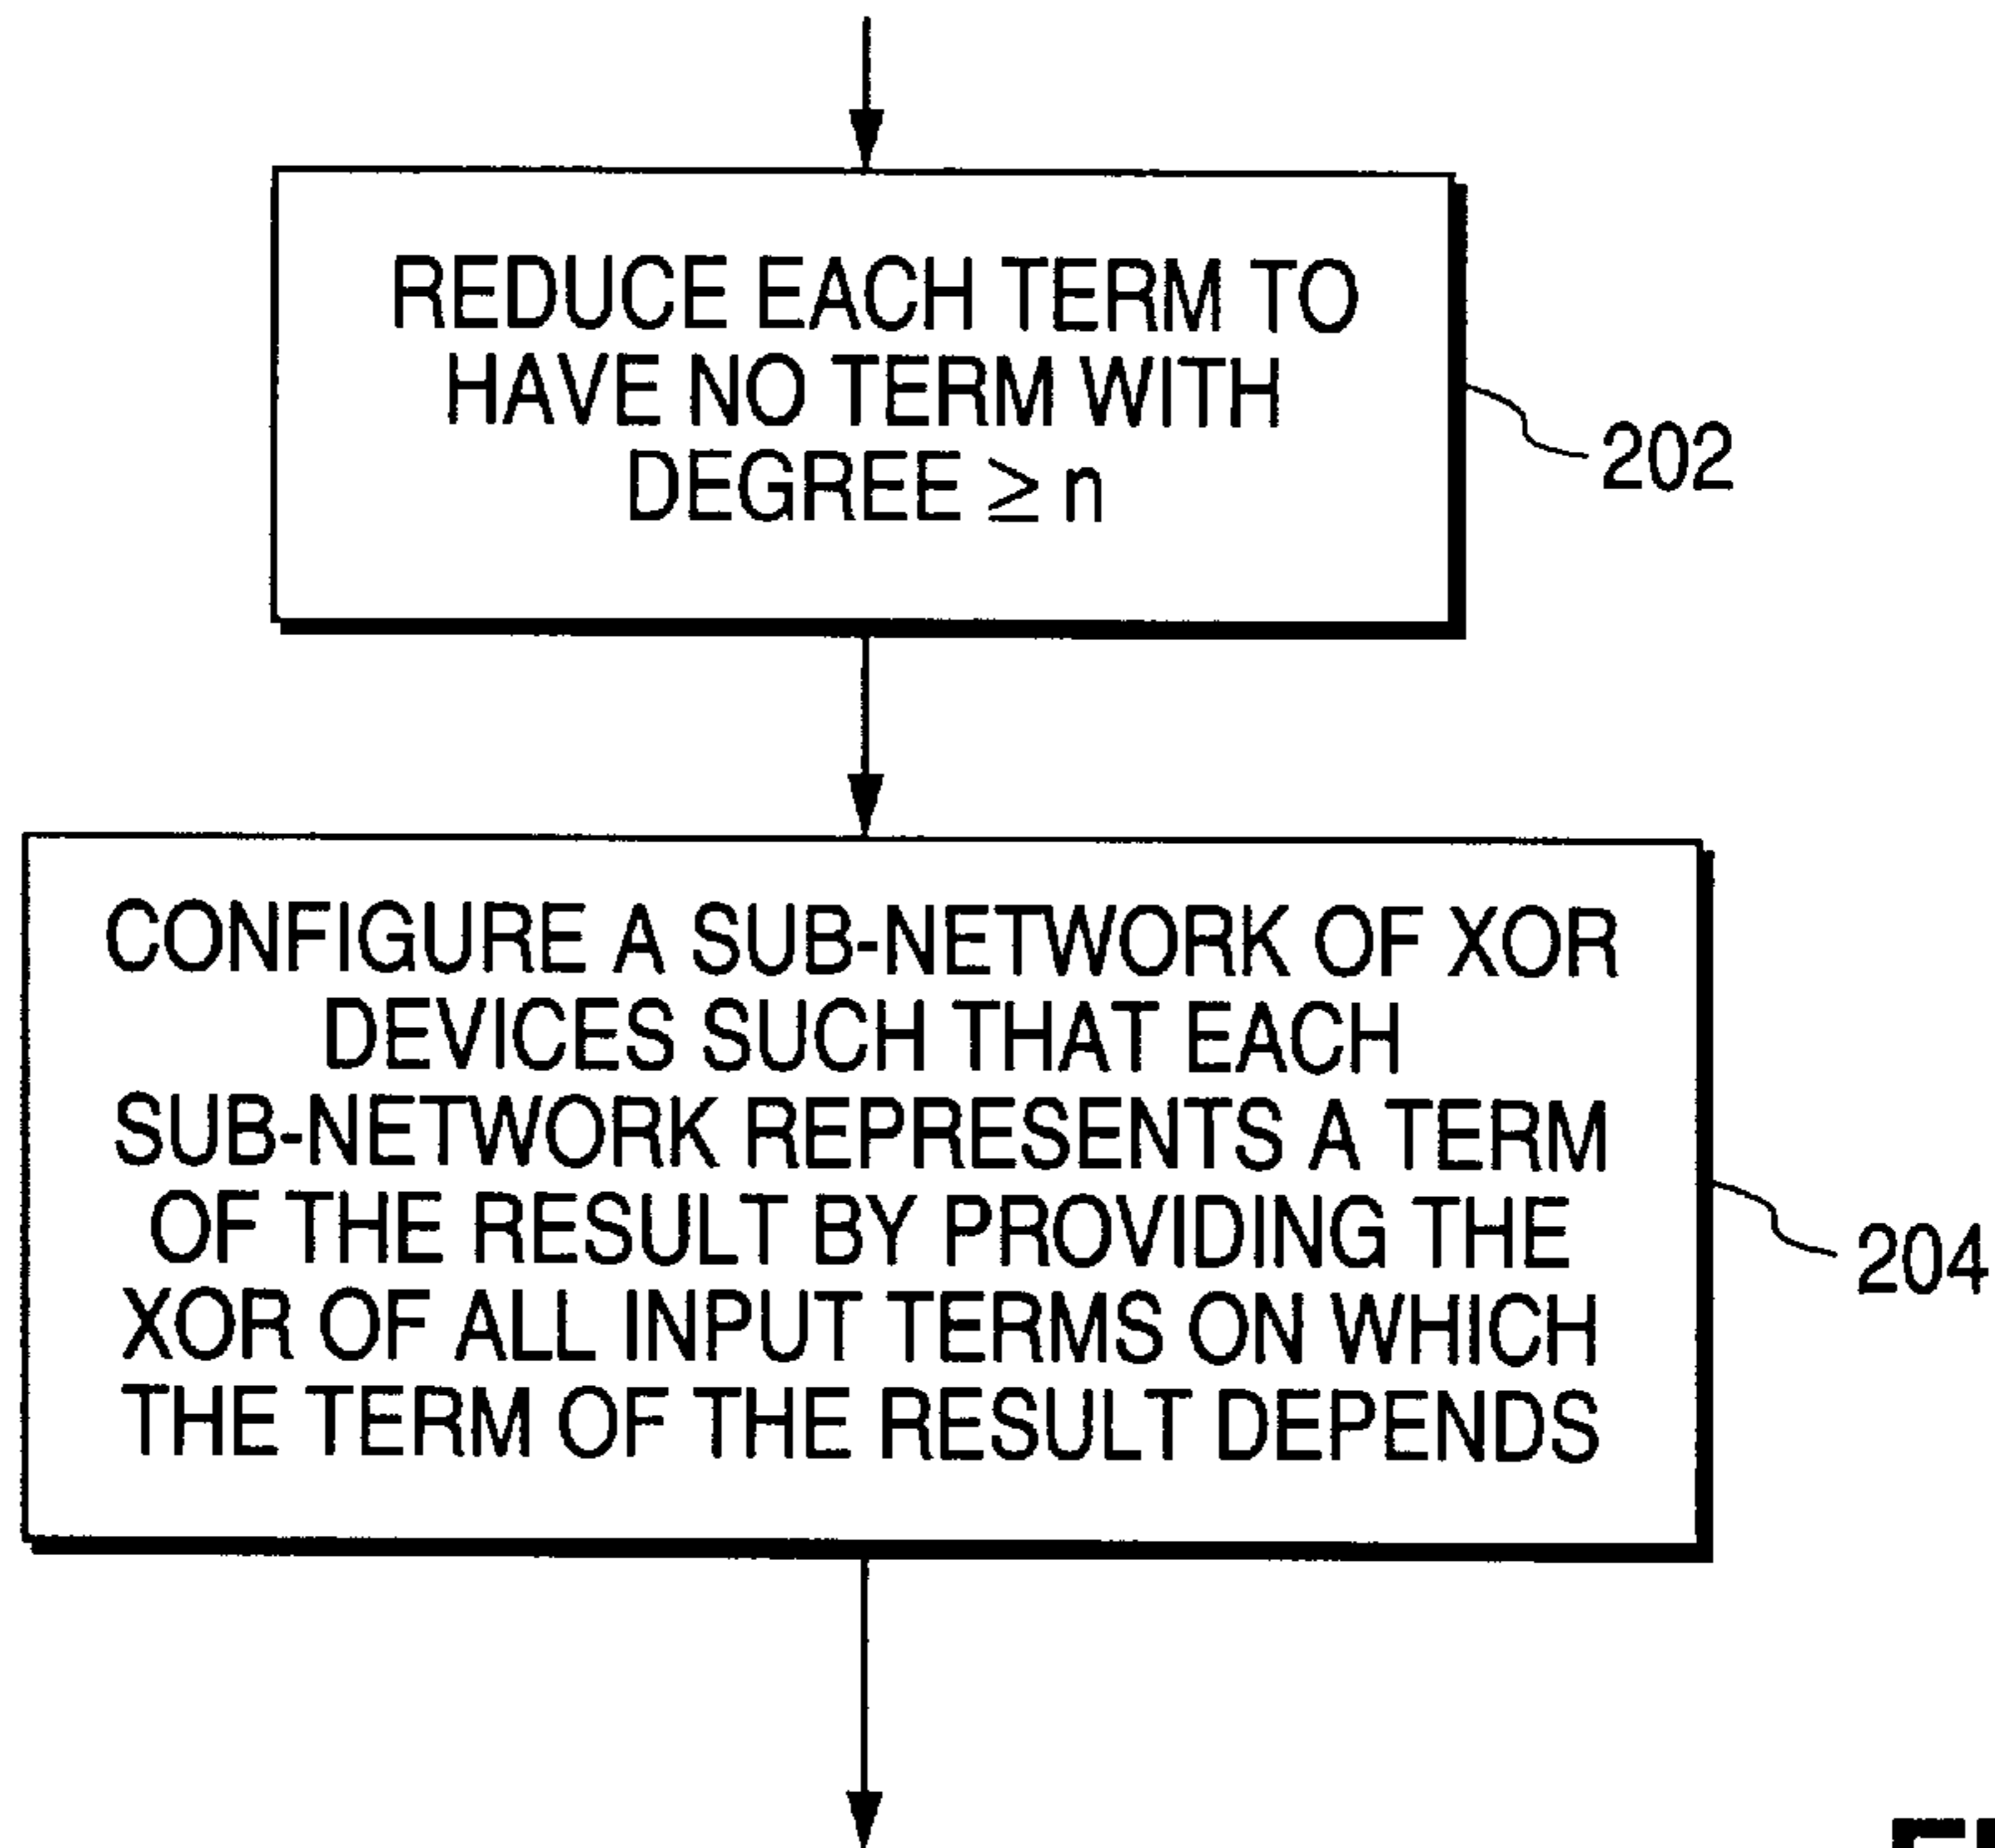 REDUCE EACH TERM TO
HAVE NO TERM WITH
DEGREE ≥ n
202
CONFIGURE A SUB-NETWORK OF XOR
DEVICES SUCH THAT EACH
SUB-NETWORK REPRESENTS A TERM
OF THE RESULT BY PROVIDING THE
XOR OF ALL INPUT TERMS ON WHICH
THE TERM OF THE RESULT DEPENDS
204